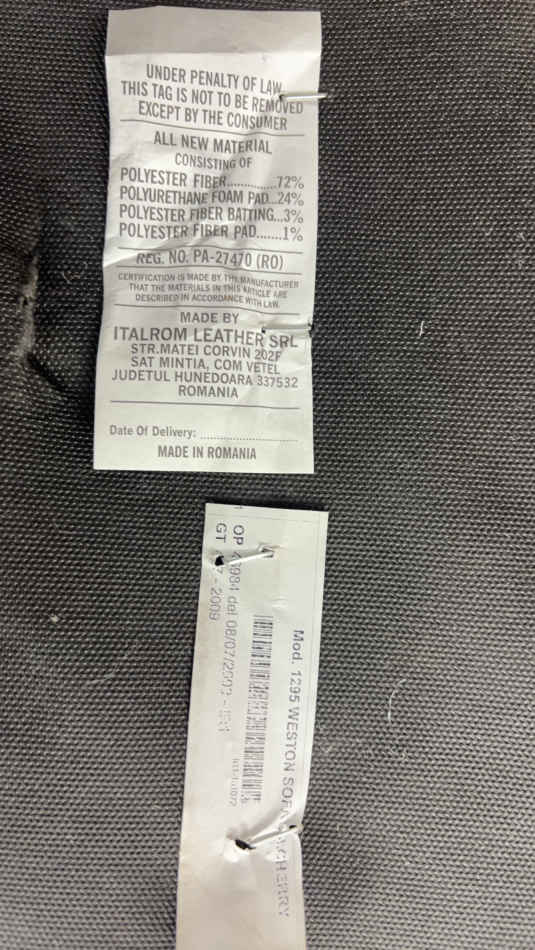 UNDER PENALTY OF LAW
THIS TAG IS NOT TO BE REMOVED
EXCEPT BY THE CONSUMER
ALL NEW MATERIAL
CONSISTING OF
POLYESTER FIBER..............72%
POLYURETHANE FOAM PAD...24%
POLYESTER FIBER BATTING...3%
POLYESTER FIBER PAD.......1%
REG. NO. PA-27470 (RO)
CERTIFICATION IS MADE BY THE MANUFACTURER
THAT THE MATERIALS IN THIS ARTICLE ARE
DESCRIBED IN ACCORDANCE WITH LAW.
MADE BY
ITALROM LEATHER SRL
STR.MATEI CORVIN 202F
SAT MINTIA, COM VETEL
JUDETUL HUNEDOARA 337532
ROMANIA
Date Of Delivery: ..............................
MADE IN ROMANIA
Mod. 1295 WESTON SOFA
OP del 08/07/2009
GT - 2009